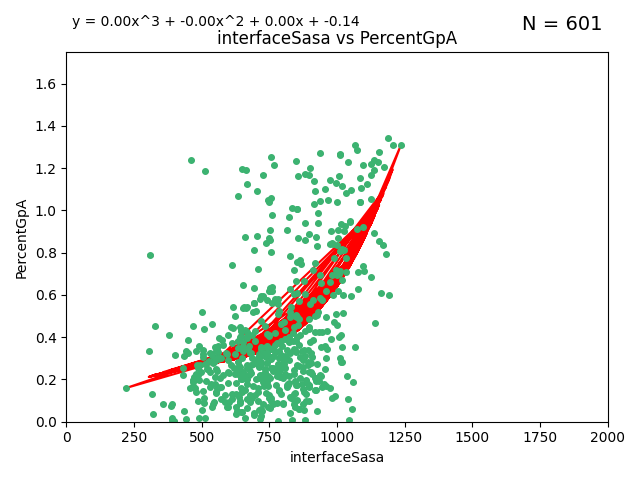 y = 0.00x^3 + -0.00x^2 + 0.00x + -0.14
N = 601
interfaceSasa vs PercentGpA
1.6
1.4
1.2
1.0
0.8
0.6
0.4
0.2
0.0
PercentGpA
0 250 500 750 1000 1250 1500 1750 2000
interfaceSasa